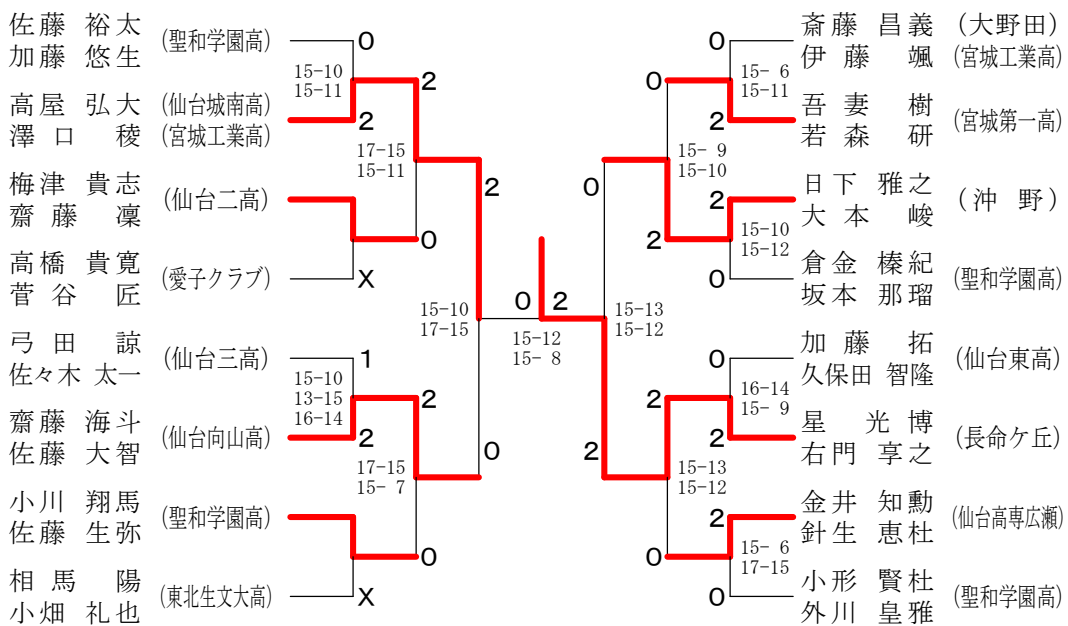 佐藤 裕太
加藤 悠生
(聖和学園高)
0
15-10
15-11
高屋 弘大
澤口 稜
(仙台城南高)
(宮城工業高)
2
2
17-15
15-11
梅津 貴志
齋藤 凜
(仙台二高)
0
高橋 貴寛
菅谷 匠
(愛子クラブ)
X
2
15-10
17-15
弓田 諒
佐々木 太一
(仙台三高)
1
15-10
13-15
16-14
齋藤 海斗
佐藤 大智
(仙台向山高)
2
2
17-15
15- 7
0
小川 翔馬
佐藤 生弥
(聖和学園高)
0
相馬 陽
小畑 礼也
(東北生文大高)
X
0 2
15-12
15- 8
斎藤 昌義
伊藤 颯
(大野田)
(宮城工業高)
0
15- 6
15-11
吾妻 樹
若森 研
(宮城第一高)
2
0
15- 9
15-10
日下 雅之
大本 峻
(沖野)
2
15-10
15-12
2
倉金 榛紀
坂本 那瑠
(聖和学園高)
0
0
15-13
15-12
加藤 拓
久保田 智隆
(仙台東高)
0
16-14
15- 9
星 光博
右門 享之
(長命ケ丘)
2
2
15-13
15-12
2
金井 知勲
針生 恵杜
(仙台高専広瀬)
2
15- 6
17-15
0
小形 賢杜
外川 皇雅
(聖和学園高)
0